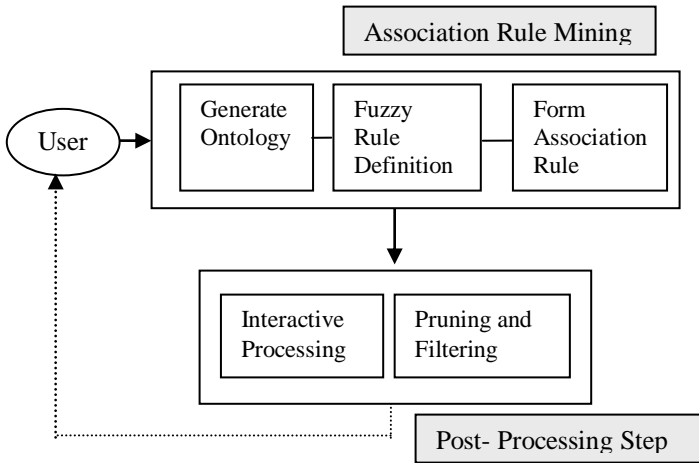 Association Rule Mining
User
Generate
Ontology
Fuzzy
Rule
Definition
Form
Association
Rule
Interactive
Processing
Pruning and
Filtering
Post- Processing Step